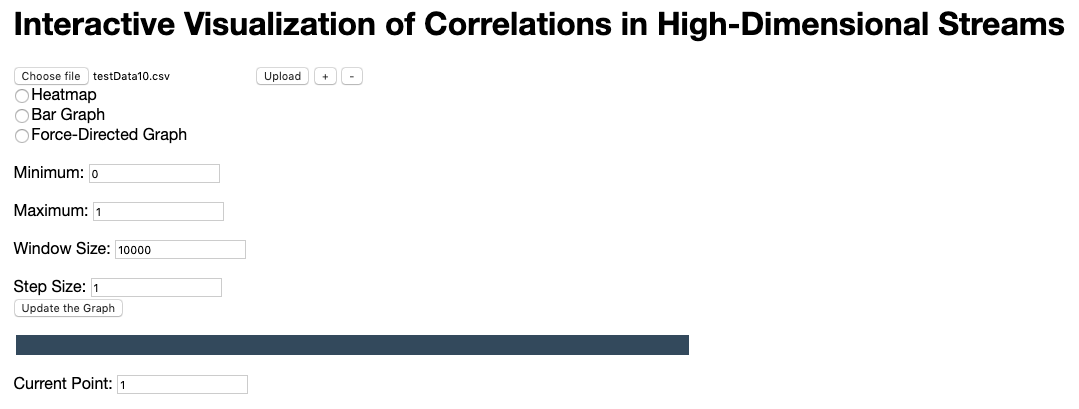 Interactive Visualization of Correlations in High-Dimensional Streams
Choose file testData10.csv Upload + -
Heatmap
Bar Graph
Force-Directed Graph
Minimum: 0
Maximum: 1
Window Size: 10000
Step Size: 1
Update the Graph
Current Point: 1